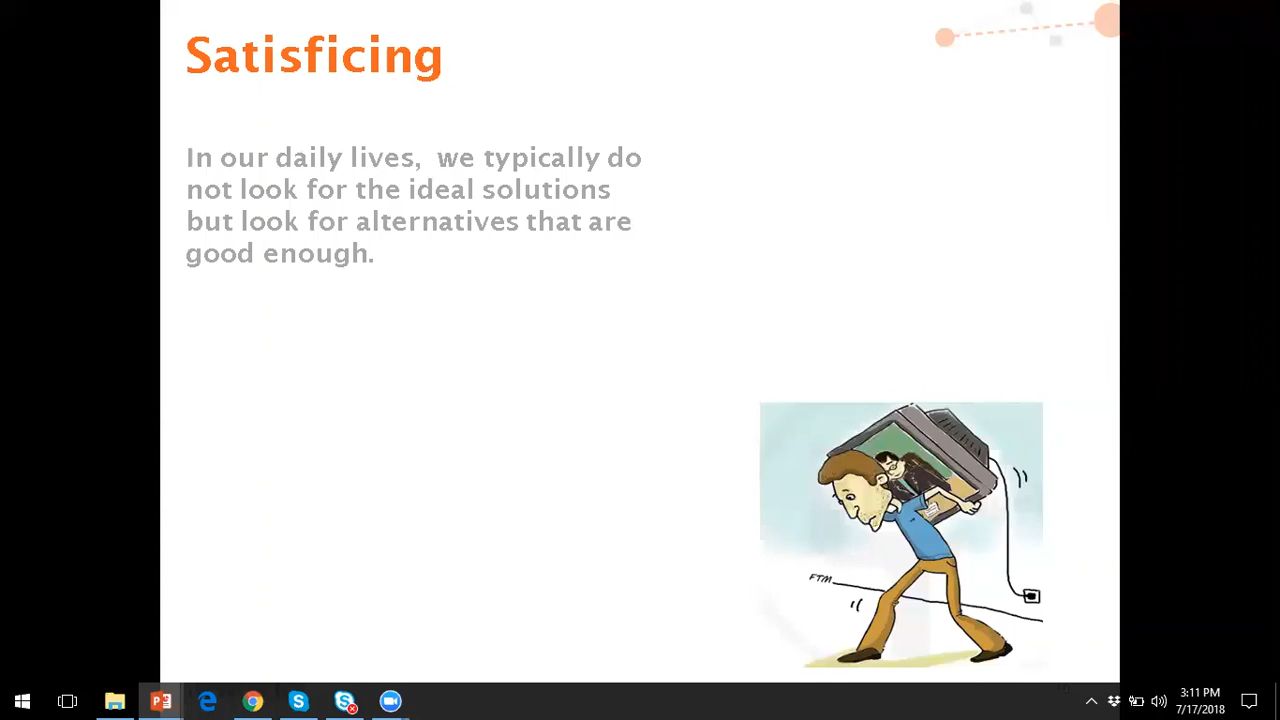 Satisficing
In our daily lives,  we typically do
not look for the ideal solutions
but look for alternatives that are
good enough.
FTM
3:11 PM
7/17/2018